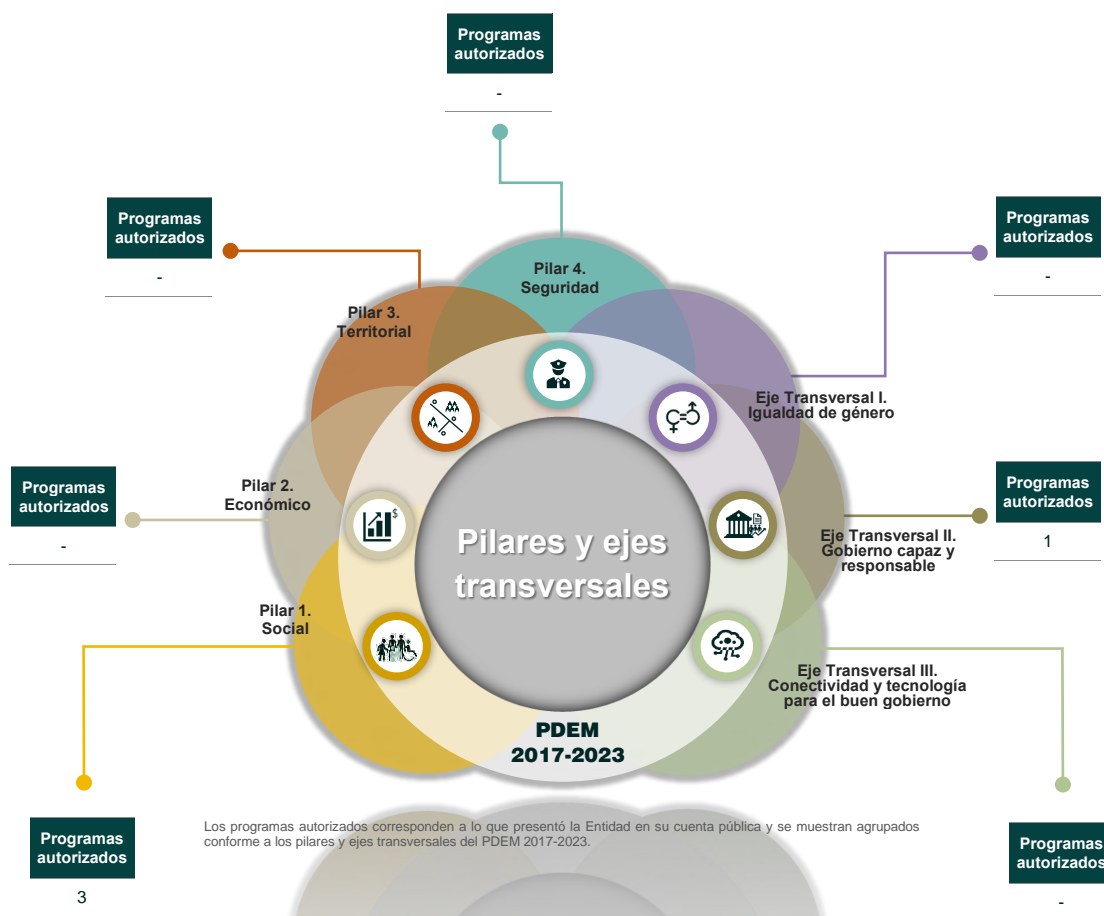 Programas
autorizados
-
Programas
autorizados
-
Programas
autorizados
-
Pilar 4.
Seguridad
Pilar 3.
Territorial
Eje Transversal I.
Igualdad de género
Programas
autorizados
-
Pilar 2.
Económico
Programas
autorizados
1
Eje Transversal II.
Gobierno capaz y
responsable
$
Pilares y ejes
transversales
Pilar 1.
Social
Eje Transversal III.
Conectividad y tecnología
para el buen gobierno
PDEM
2017-2023
Los programas autorizados corresponden a lo que presentó la Entidad en su cuenta pública y se muestran agrupados
conforme a los pilares y ejes transversales del PDEM 2017-2023.
Programas
autorizados
3
Programas
autorizados
-